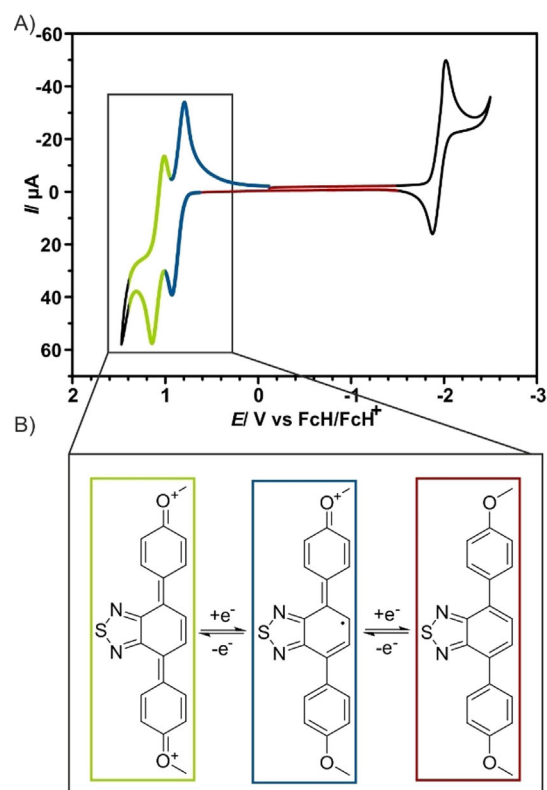 A)
-60
-40
-20
0
20
40
60
I/ µA
2
1
0
-1
-2
-3
E/ V vs FcH/FcH⁺
B)
O⁺
N
S
N
O⁺
+e⁻
-e⁻
O⁺
N
S
N
O
+e⁻
-e⁻
O
N
S
N
O